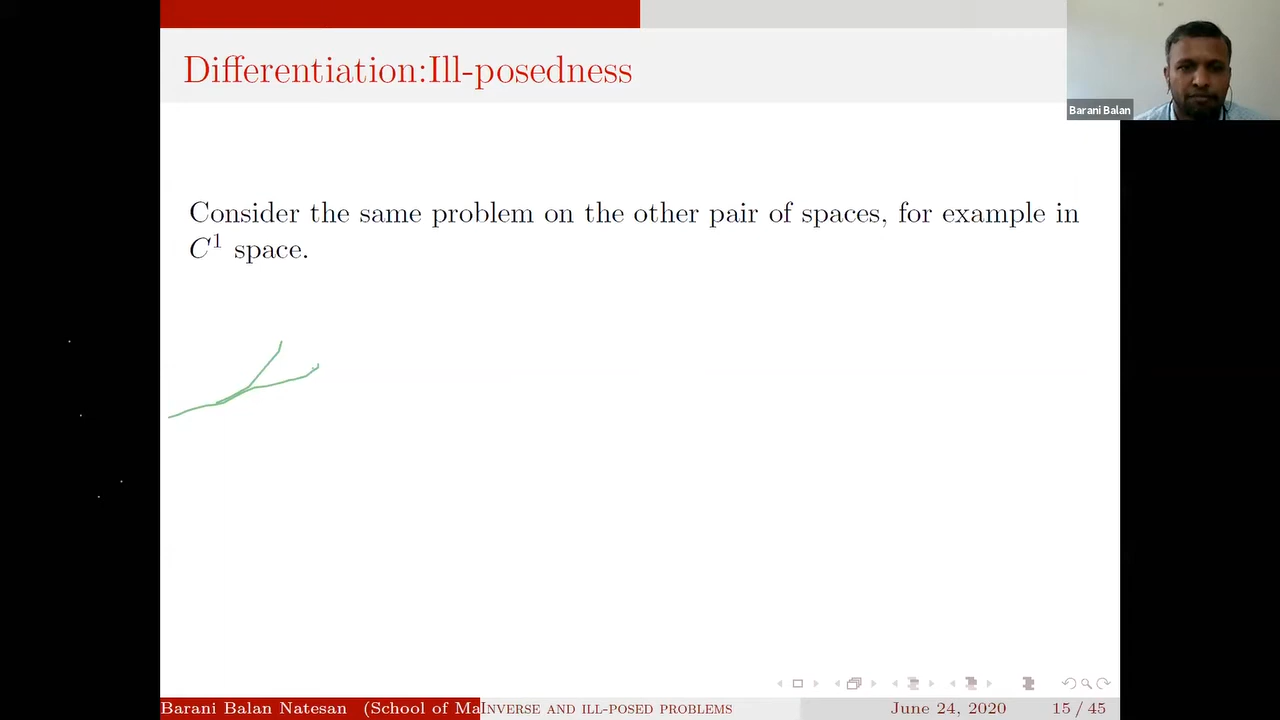 Differentiation:Ill-posedness
Barani Balan
Consider the same problem on the other pair of spaces, for example in
C¹ space.
Barani Balan Natesan (School of Ma
Inverse and ill-posed problems
June 24, 2020
15 / 45